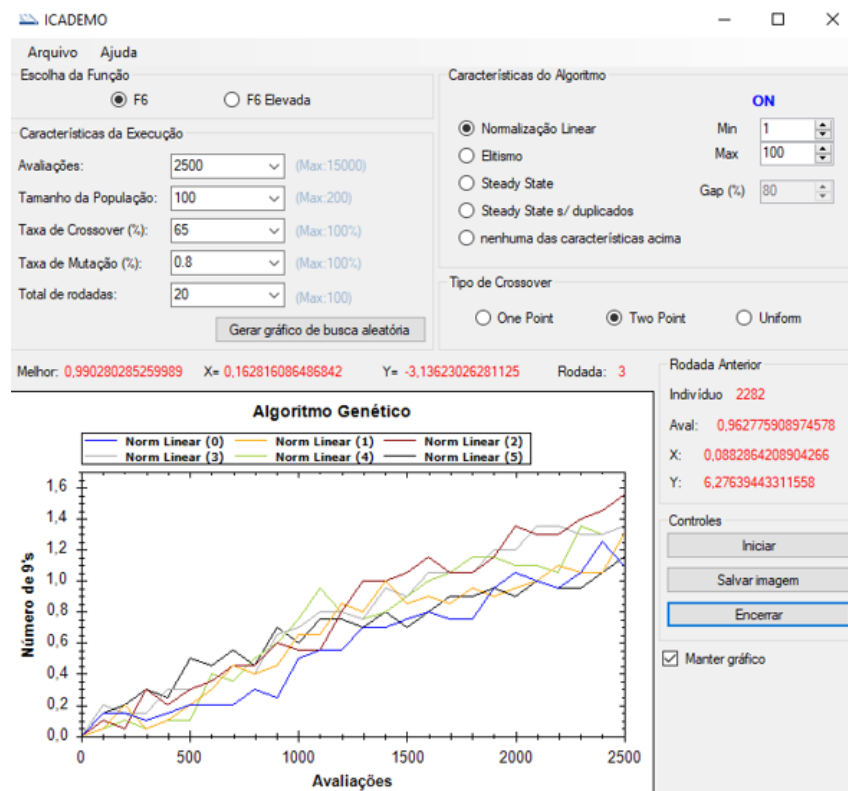 ICADEMO
Arquivo Ajuda
Escolha da Função
F6 F6 Elevada
Características da Execução
Avaliações: 2500 (Max:15000)
Tamanho da População: 100 (Max:200)
Taxa de Crossover (%): 65 (Max:100%)
Taxa de Mutação (%): 0.8 (Max:100%)
Total de rodadas: 20 (Max:100)
Gerar gráfico de busca aleatória
Características do Algoritmo
ON
Normalização Linear Min 1
Elitismo Max 100
Steady State Gap (%) 80
Steady State s/ duplicados
nenhuma das características acima
Tipo de Crossover
One Point Two Point Uniform
Melhor: 0,990280285259989 X= 0,162816086486842 Y= -3,13623026281125 Rodada: 3
Rodada Anterior
Indivíduo 2282
Aval: 0,962775908974578
X: 0,0882864208904266
Y: 6,27639443311558
Controles
Iniciar
Salvar imagem
Encerrar
Manter gráfico
Algoritmo Genético
Norm Linear (0) Norm Linear (1) Norm Linear (2)
Norm Linear (3) Norm Linear (4) Norm Linear (5)
Número de 9's
1,6
1,4
1,2
1,0
0,8
0,6
0,4
0,2
0,0
0 500 1000 1500 2000 2500
Avaliações